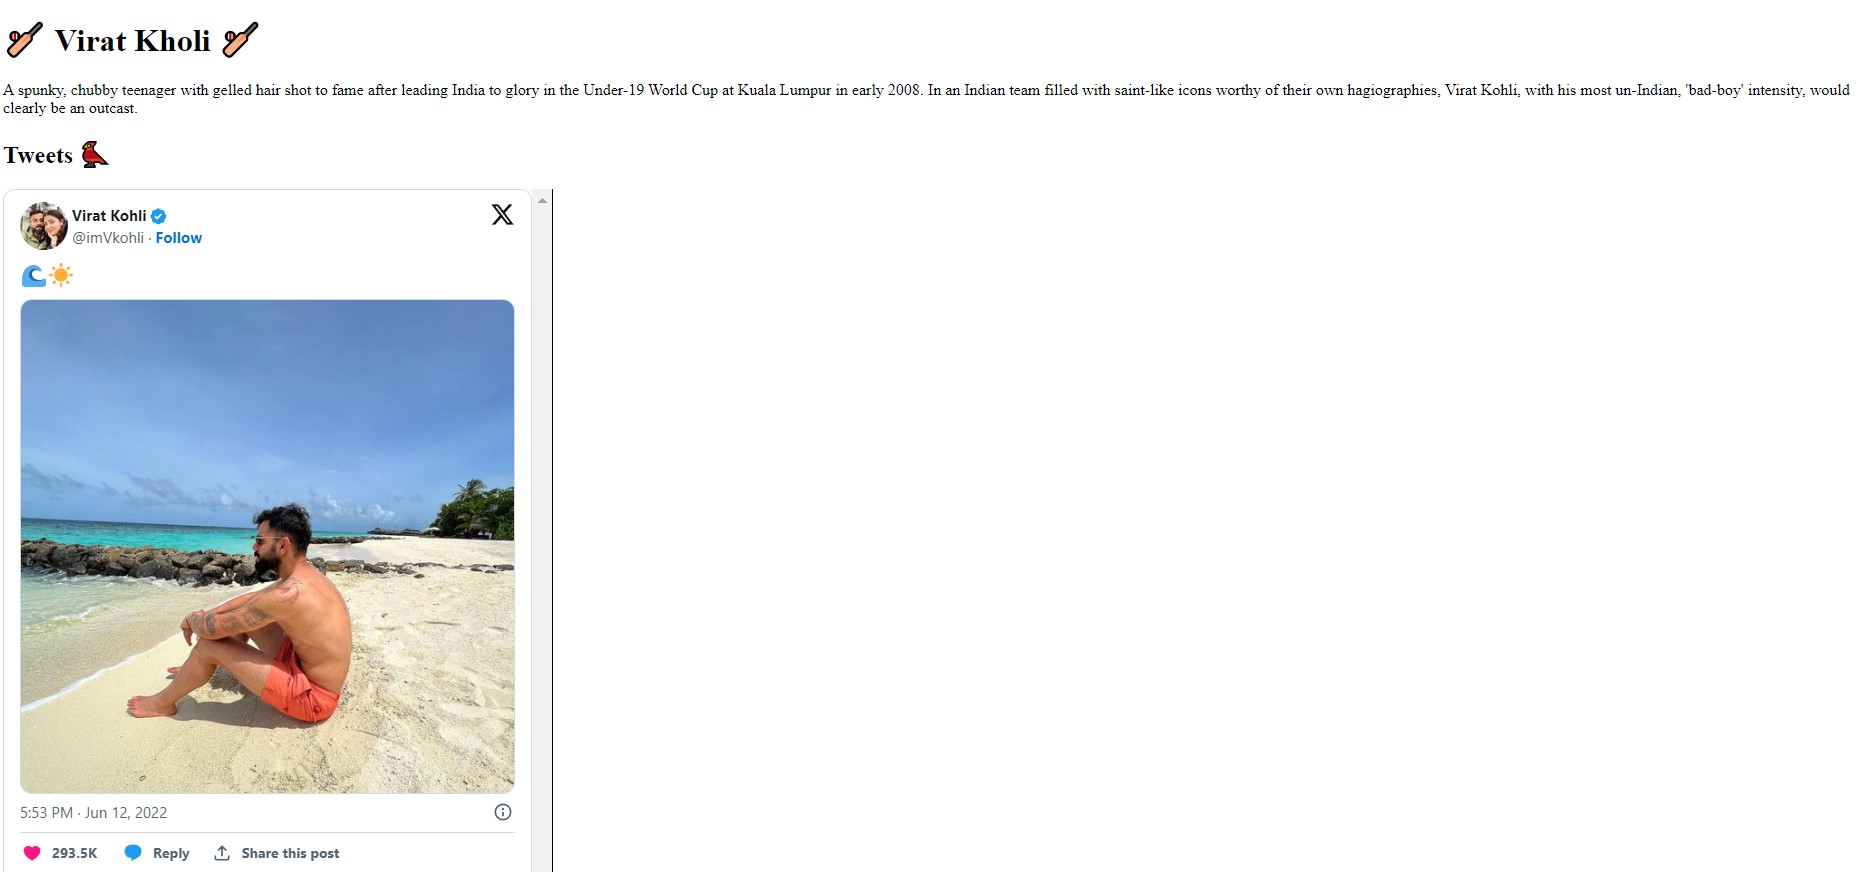 🏏 Virat Kholi 🏏
A spunky, chubby teenager with gelled hair shot to fame after leading India to glory in the Under-19 World Cup at Kuala Lumpur in early 2008. In an Indian team filled with saint-like icons worthy of their own hagiographies, Virat Kohli, with his most un-Indian, 'bad-boy' intensity, would
clearly be an outcast.
Tweets
Virat Kohli
@imVkohli · Follow
🌊☀️
5:53 PM · Jun 12, 2022
293.5K Reply Share this post